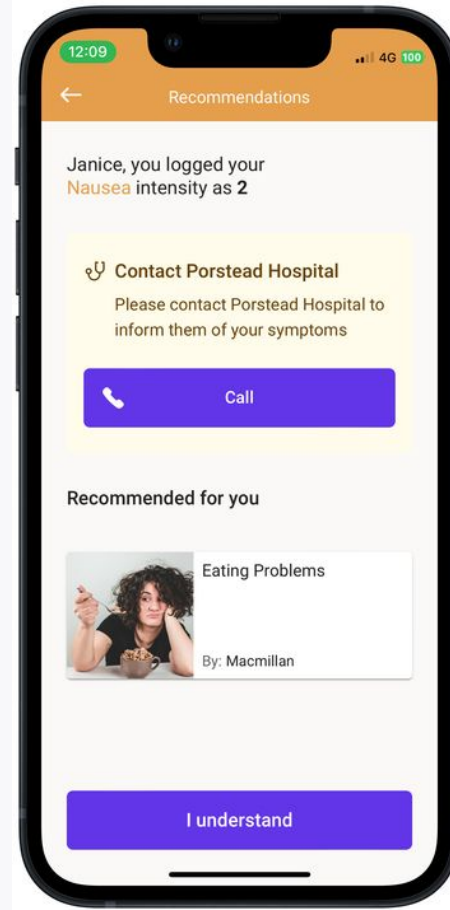 12:09
4G 100
Recommendations
Janice, you logged your
Nausea intensity as 2
Contact Porstead Hospital
Please contact Porstead Hospital to
inform them of your symptoms
Call
Recommended for you
Eating Problems
By: Macmillan
I understand